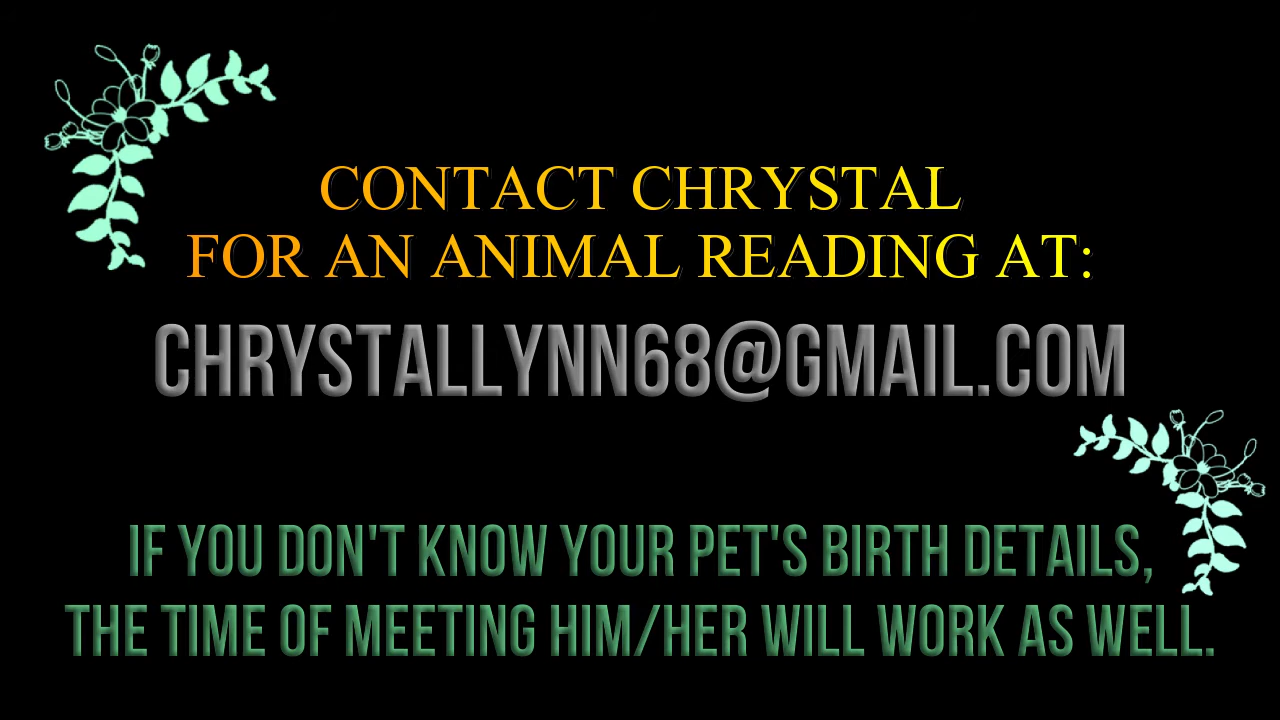 CONTACT CHRYSTAL
FOR AN ANIMAL READING AT:
CHRYSTALLYNN68@GMAIL.COM
IF YOU DON'T KNOW YOUR PET'S BIRTH DETAILS,
THE TIME OF MEETING HIM/HER WILL WORK AS WELL.